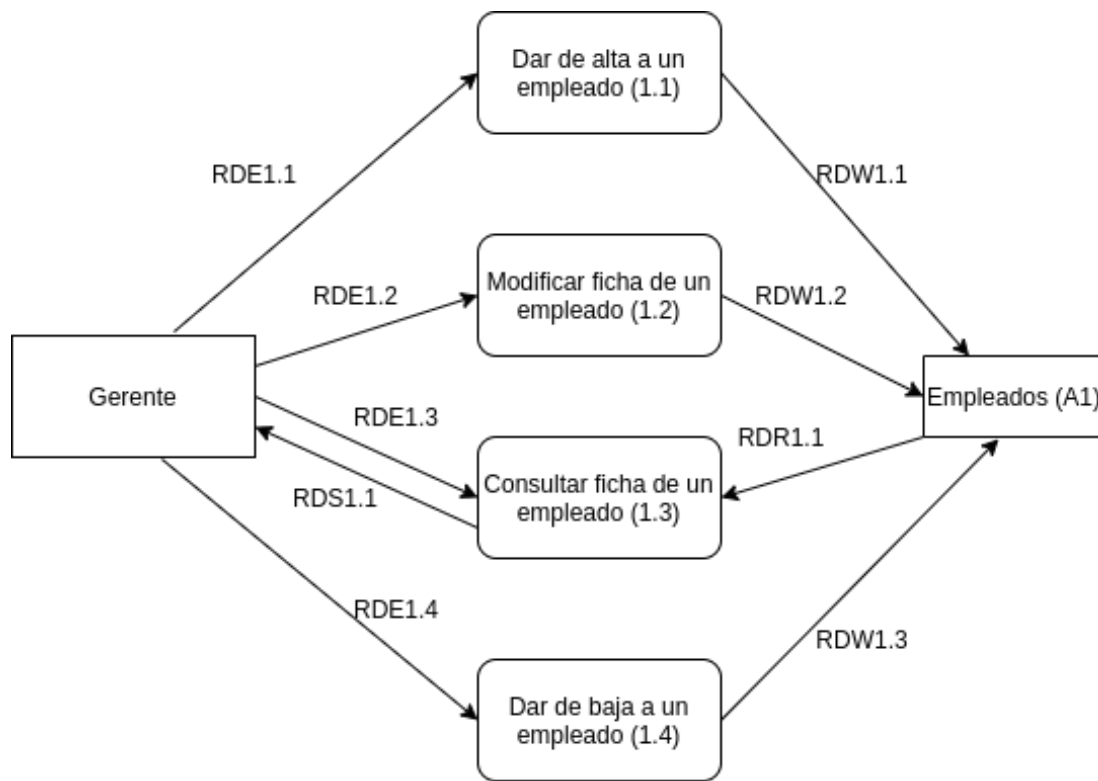 Dar de alta a un
empleado (1.1)
RDE1.1
RDW1.1
Modificar ficha de un
empleado (1.2)
RDE1.2
RDW1.2
Gerente
Empleados (A1)
RDE1.3
RDR1.1
Consultar ficha de un
empleado (1.3)
RDS1.1
RDE1.4
RDW1.3
Dar de baja a un
empleado (1.4)